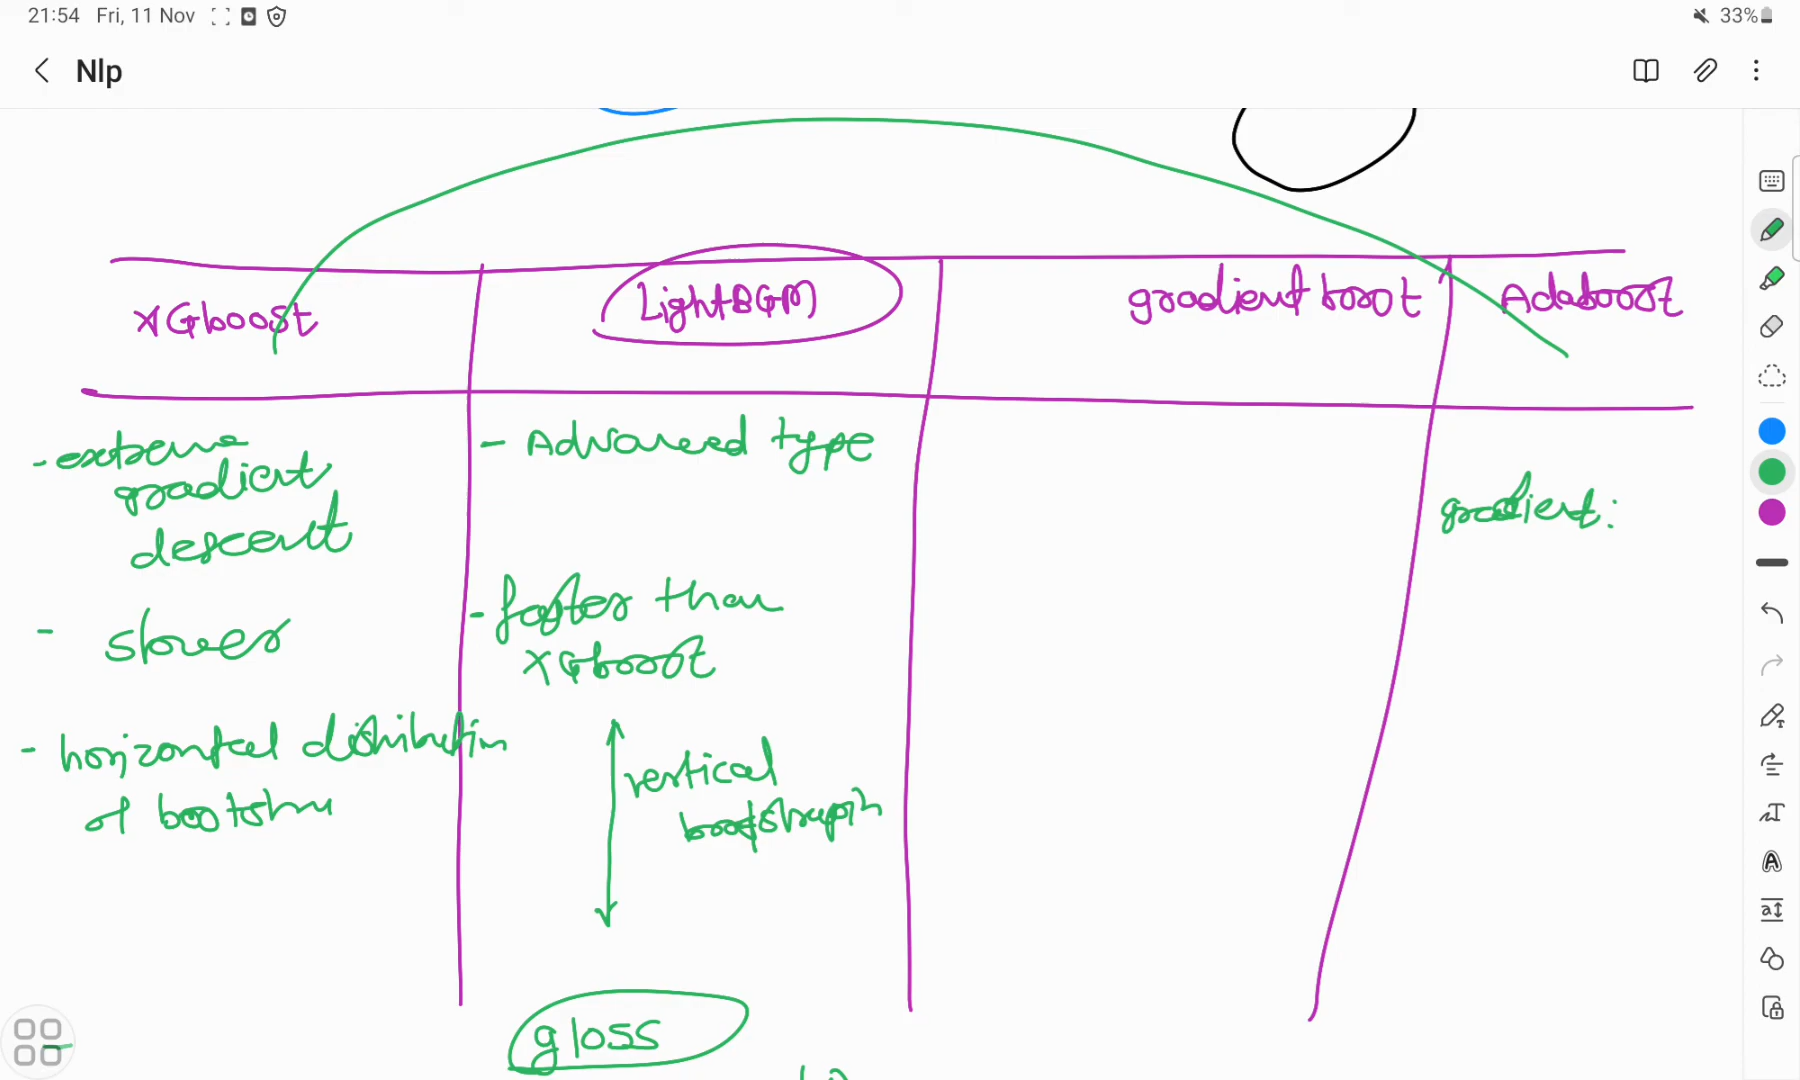 21:54 Fri, 11 Nov
33%
Nlp
XGboost
LightBGM
gradient boost
Adaboost
- extreme
gradient
descent
- slower
- horizontal distribution
of bootstra
- Advanced type
- faster than
XGboost
vertical
bootstraph
gloss
gradient: